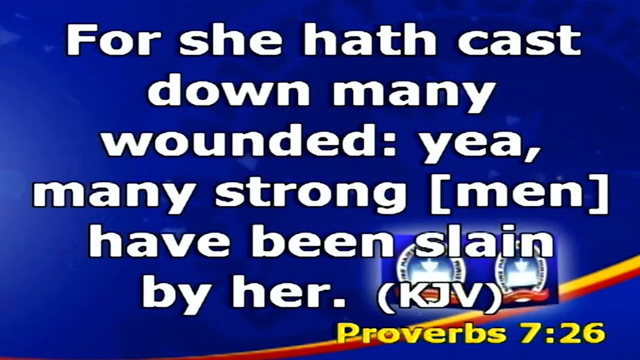 For she hath cast
down many
wounded: yea,
many strong [men]
have been slain
by her. (KJV)
Proverbs 7:26